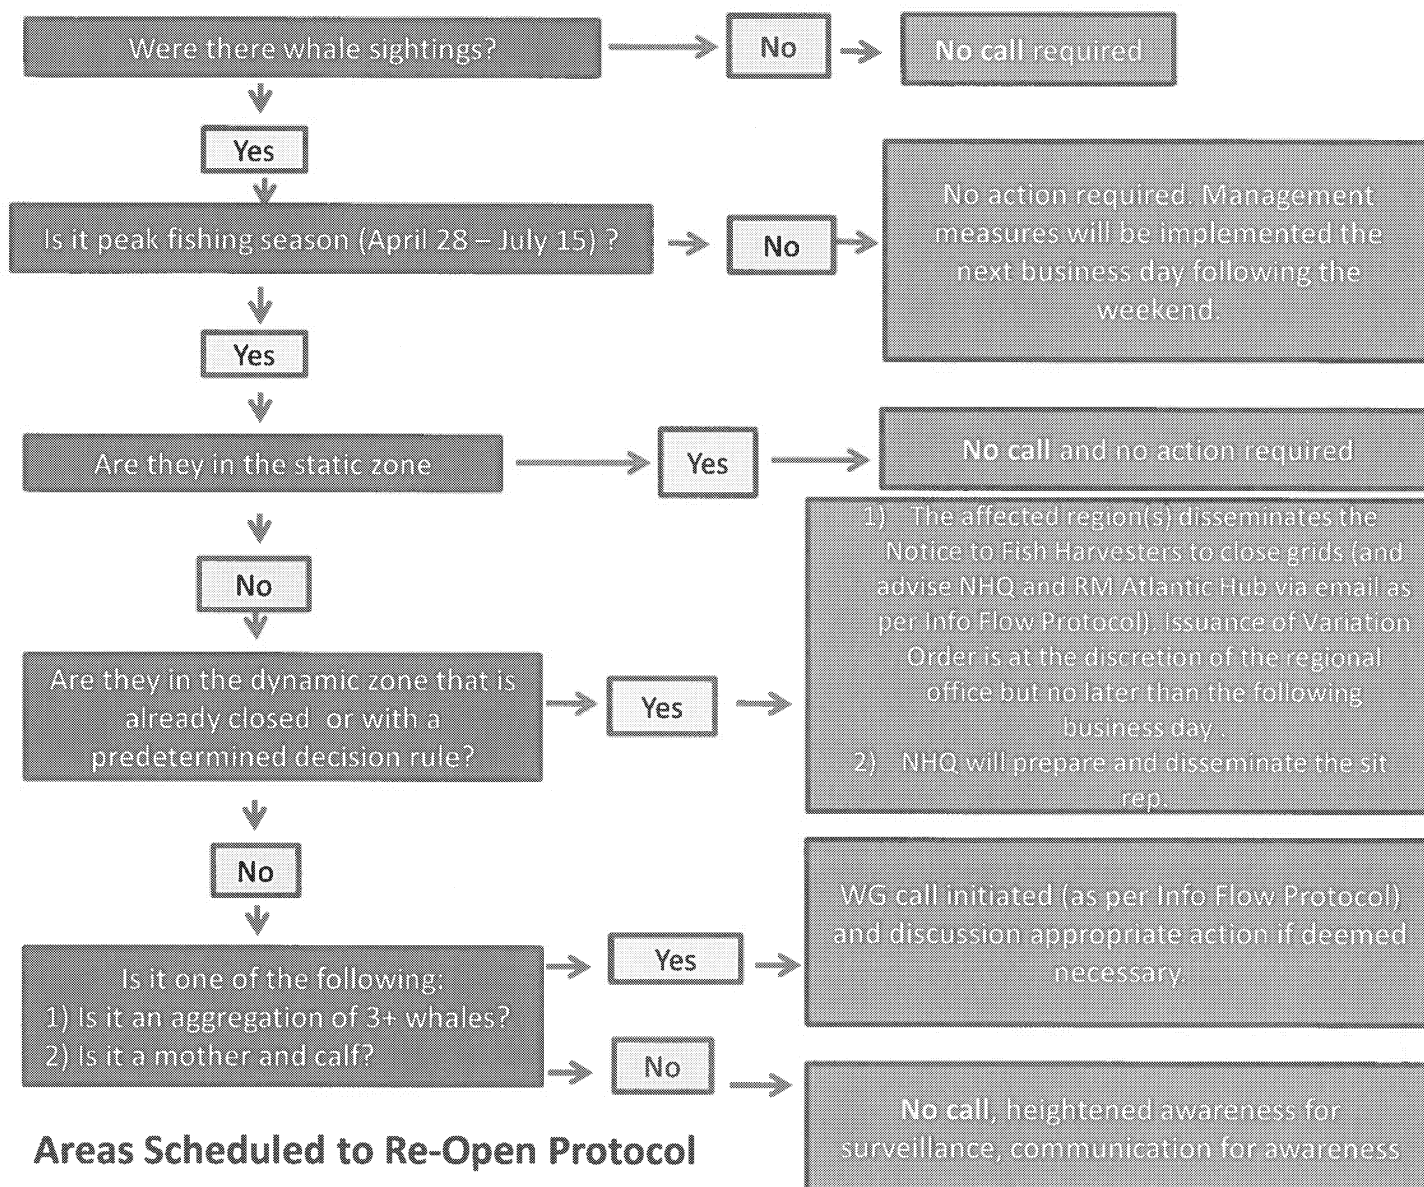 Were there whale sightings?
No
No call required
Yes
Is it peak fishing season (April 28 – July 15) ?
No
No action required. Management
measures will be implemented the
next business day following the
weekend.
Yes
Are they in the static zone
Yes
No call and no action required
No
Are they in the dynamic zone that is
already closed or with a
predetermined decision rule?
Yes
1) The affected region(s) disseminates the
Notice to Fish Harvesters to close grids (and
advise NHQ and RM Atlantic Hub via email as
per Info Flow Protocol). Issuance of Variation
Order is at the discretion of the regional
office but no later than the following
business day .
2) NHQ will prepare and disseminate the sit
rep.
No
Is it one of the following:
1) Is it an aggregation of 3+ whales?
2) Is it a mother and calf?
Yes
WG call initiated (as per Info Flow Protocol)
and discussion appropriate action if deemed
necessary.
No
No call, heightened awareness for
surveillance, communication for awareness
Areas Scheduled to Re-Open Protocol